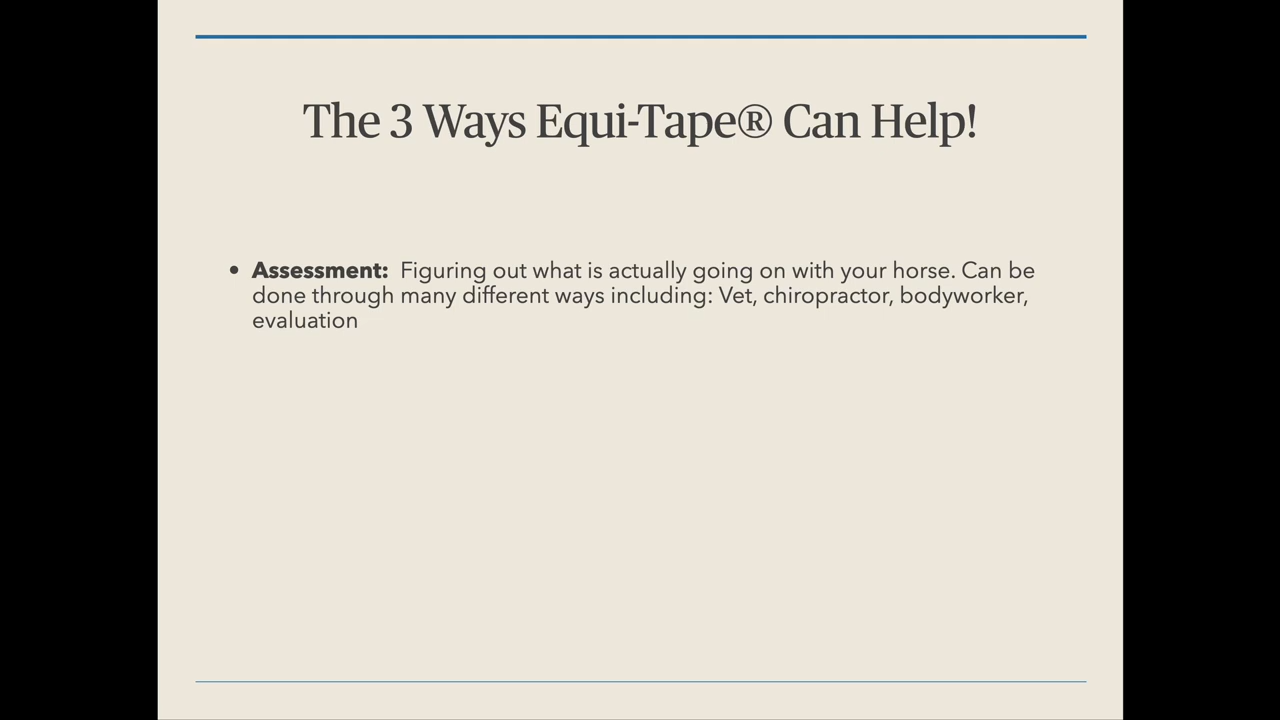 The 3 Ways Equi-Tape® Can Help!
• Assessment: Figuring out what is actually going on with your horse. Can be
done through many different ways including: Vet, chiropractor, bodyworker,
evaluation